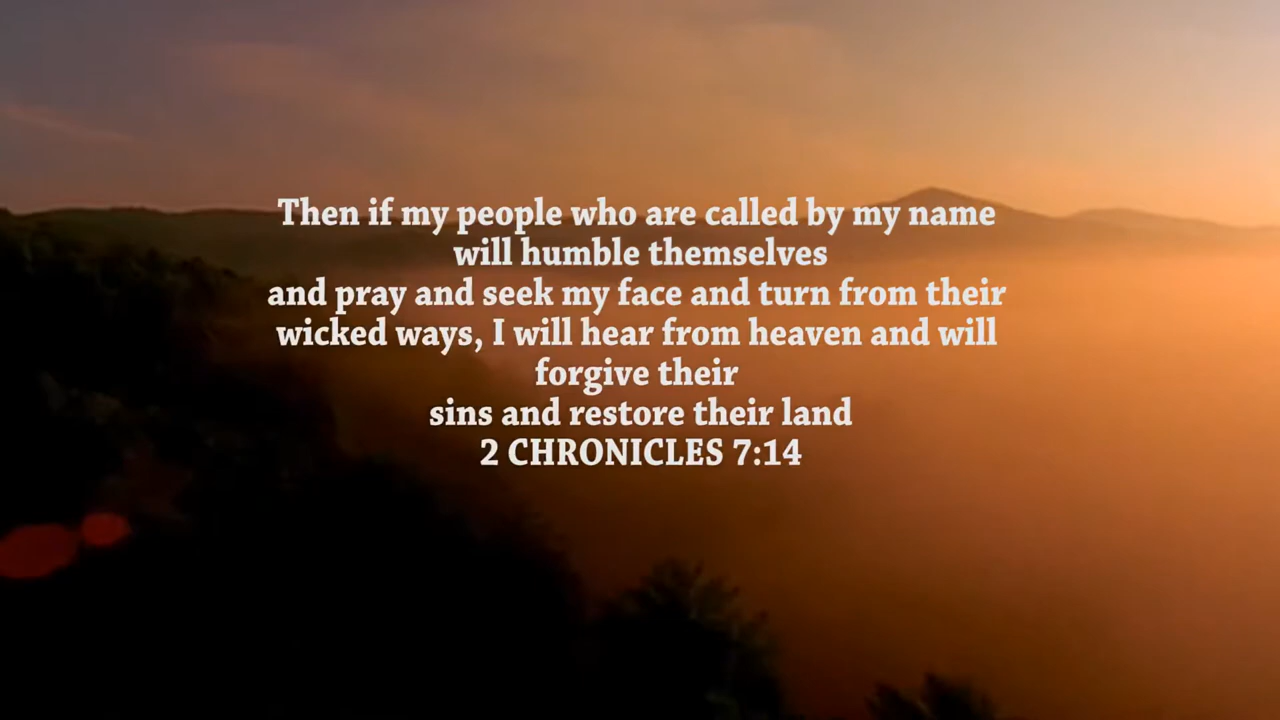 Then if my people who are called by my name
will humble themselves
and pray and seek my face and turn from their
wicked ways, I will hear from heaven and will
forgive their
sins and restore their land
2 CHRONICLES 7:14